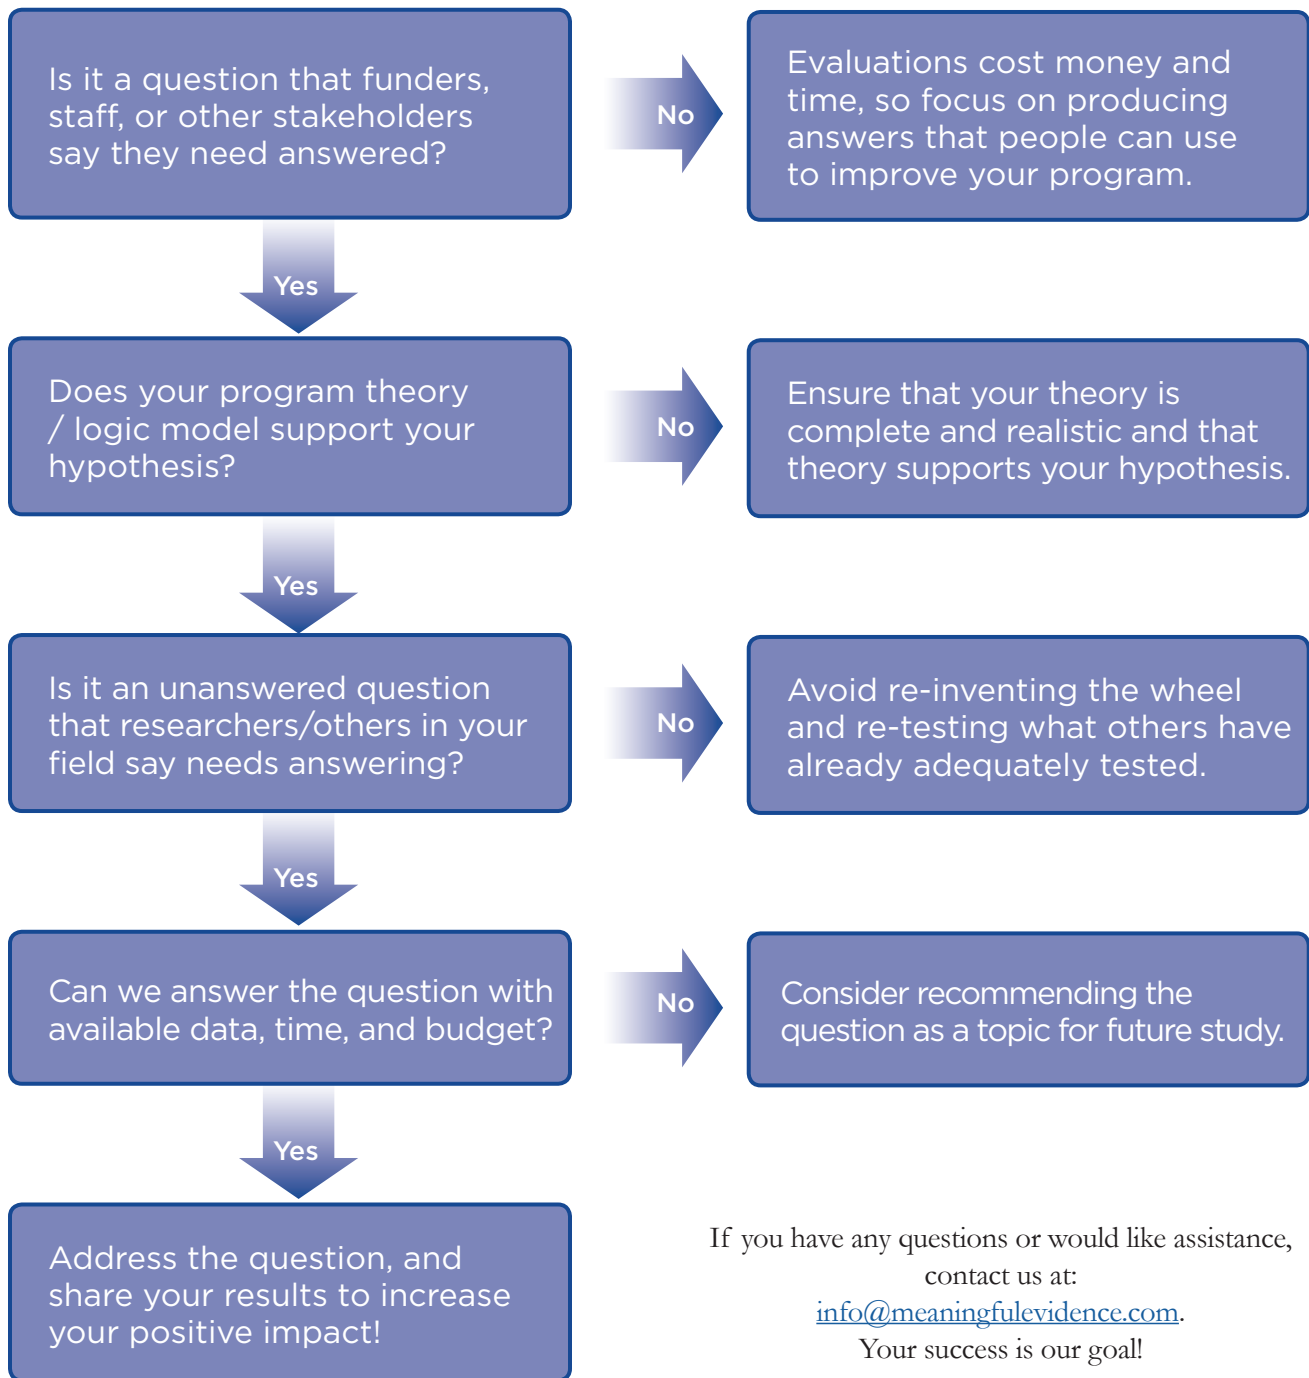 Is it a question that funders,
staff, or other stakeholders
say they need answered?
No
Evaluations cost money and
time, so focus on producing
answers that people can use
to improve your program.
Yes
Does your program theory
/ logic model support your
hypothesis?
No
Ensure that your theory is
complete and realistic and that
theory supports your hypothesis.
Yes
Is it an unanswered question
that researchers/others in your
field say needs answering?
No
Avoid re-inventing the wheel
and re-testing what others have
already adequately tested.
Yes
Can we answer the question with
available data, time, and budget?
No
Consider recommending the
question as a topic for future study.
Yes
Address the question, and
share your results to increase
your positive impact!
If you have any questions or would like assistance,
contact us at:
info@meaningfulevidence.com.
Your success is our goal!